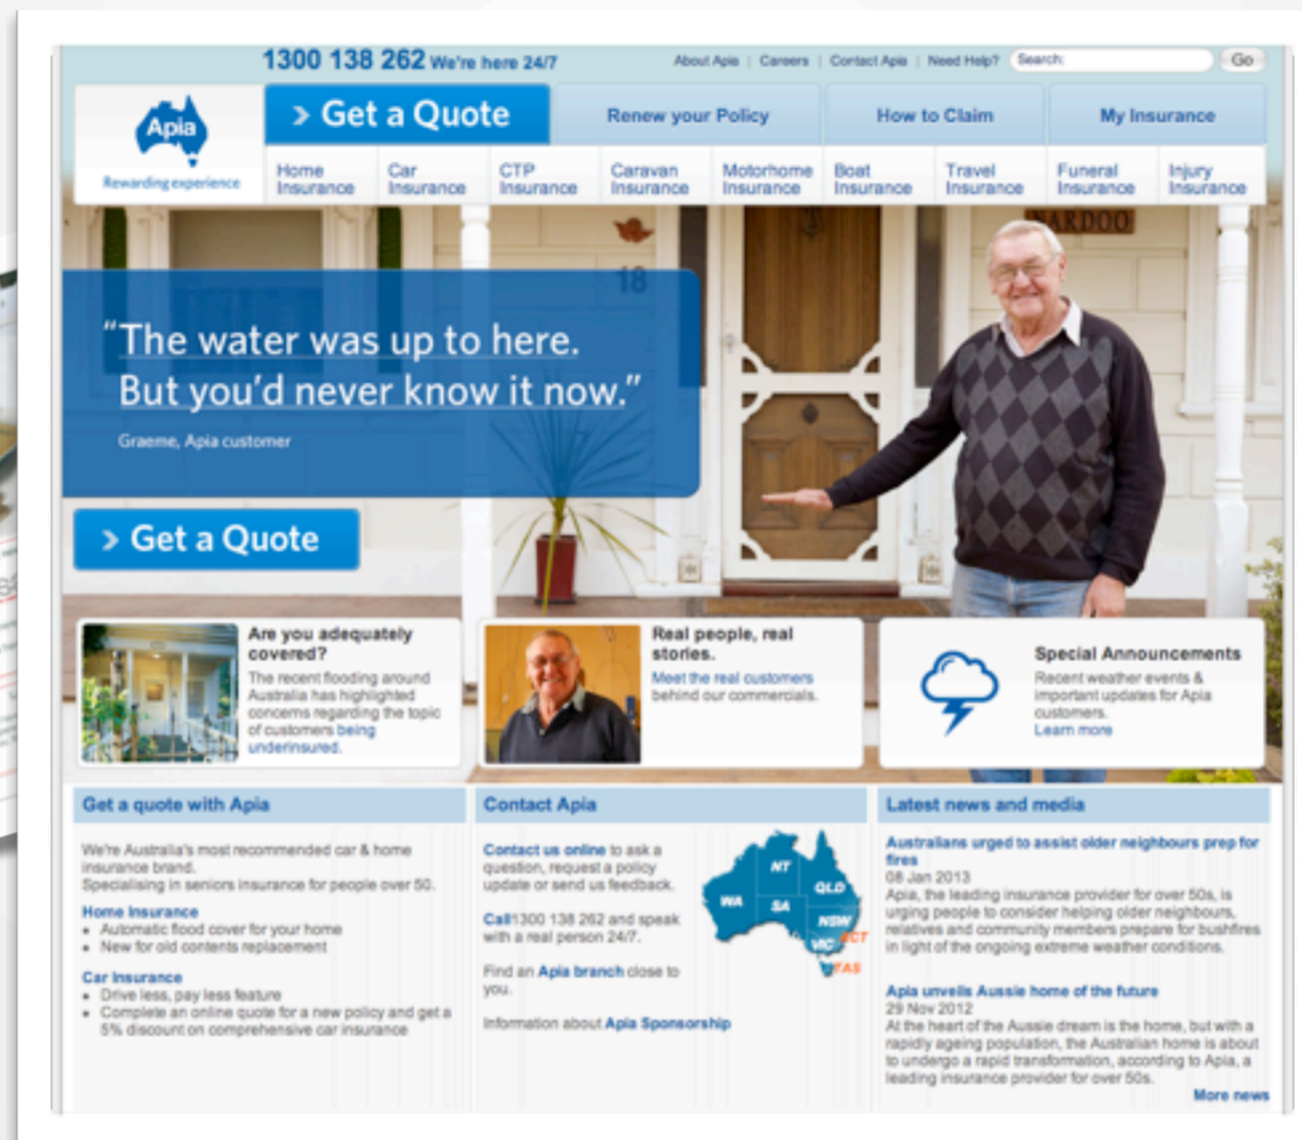 1300 138 262 We're here 24/7
About Apia | Careers | Contact Apia | Need Help? Search: Go
Apia
Rewarding experience
> Get a Quote
Renew your Policy
How to Claim
My Insurance
Home Insurance
Car Insurance
CTP Insurance
Caravan Insurance
Motorhome Insurance
Boat Insurance
Travel Insurance
Funeral Insurance
Injury Insurance
NARDOO
18
“The water was up to here.
But you'd never know it now.”
Graeme, Apia customer
> Get a Quote
Are you adequately
covered?
The recent flooding around
Australia has highlighted
concerns regarding the topic
of customers being
underinsured.
Real people, real
stories.
Meet the real customers
behind our commercials.
Special Announcements
Recent weather events &
important updates for Apia
customers.
Learn more
Get a quote with Apia
We're Australia's most recommended car & home
insurance brand.
Specialising in seniors insurance for people over 50.
Home Insurance
• Automatic flood cover for your home
• New for old contents replacement
Car Insurance
• Drive less, pay less feature
• Complete an online quote for a new policy and get a
5% discount on comprehensive car insurance
Contact Apia
Contact us online to ask a
question, request a policy
update or send us feedback.
Call 1300 138 262 and speak
with a real person 24/7.
Find an Apia branch close to
you.
Information about Apia Sponsorship
NT
QLD
WA
SA
NSW
ACT
VIC
TAS
Latest news and media
Australians urged to assist older neighbours prep for
fires
08 Jan 2013
Apia, the leading insurance provider for over 50s, is
urging people to consider helping older neighbours,
relatives and community members prepare for bushfires
in light of the ongoing extreme weather conditions.
Apia unveils Aussie home of the future
29 Nov 2012
At the heart of the Aussie dream is the home, but with a
rapidly ageing population, the Australian home is about
to undergo a rapid transformation, according to Apia, a
leading insurance provider for over 50s.
More news